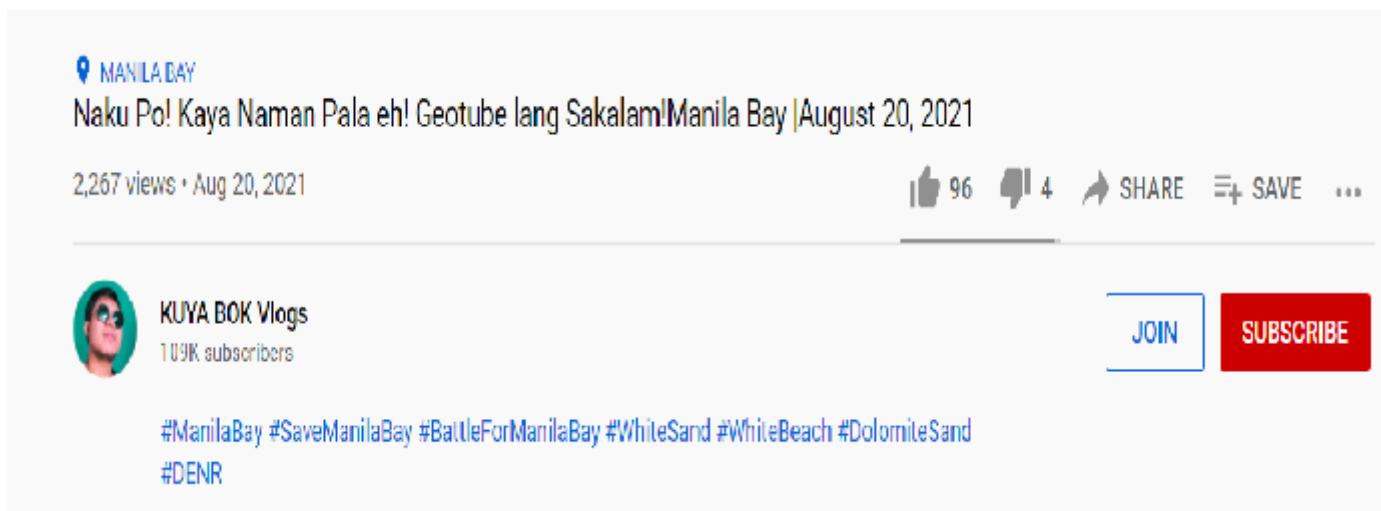 MANILA BAY
Naku Po! Kaya Naman Pala eh! Geotube lang Sakalam!Manila Bay |August 20, 2021
2,267 views • Aug 20, 2021
96 4 SHARE SAVE ...
KUYA BOK Vlogs
109K subscribers
JOIN SUBSCRIBE
#ManilaBay #SaveManilaBay #BattleForManilaBay #WhiteSand #WhiteBeach #DolomiteSand
#DENR